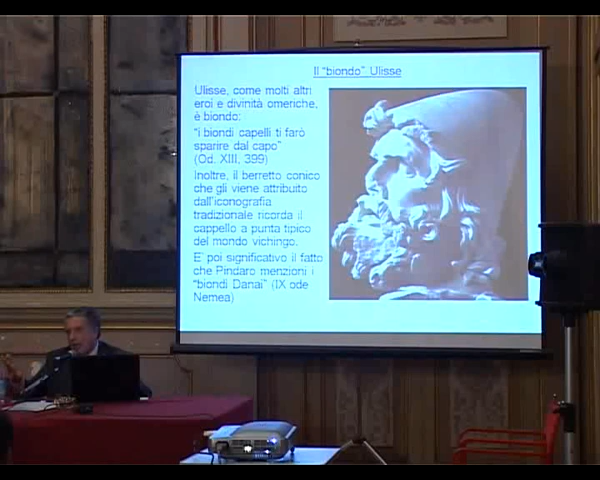 Il "biondo" Ulisse
Ulisse, come molti altri
eroi e divinità omeriche,
è biondo:
"i biondi capelli ti farò
sparire dal capo"
(Od. XIII, 399)
Inoltre, il berretto conico
che gli viene attribuito
dall'iconografia
tradizionale ricorda il
cappello a punta tipico
del mondo vichingo.
E' poi significativo il fatto
che Pindaro menzioni i
"biondi Danai" (IX ode
Nemea)